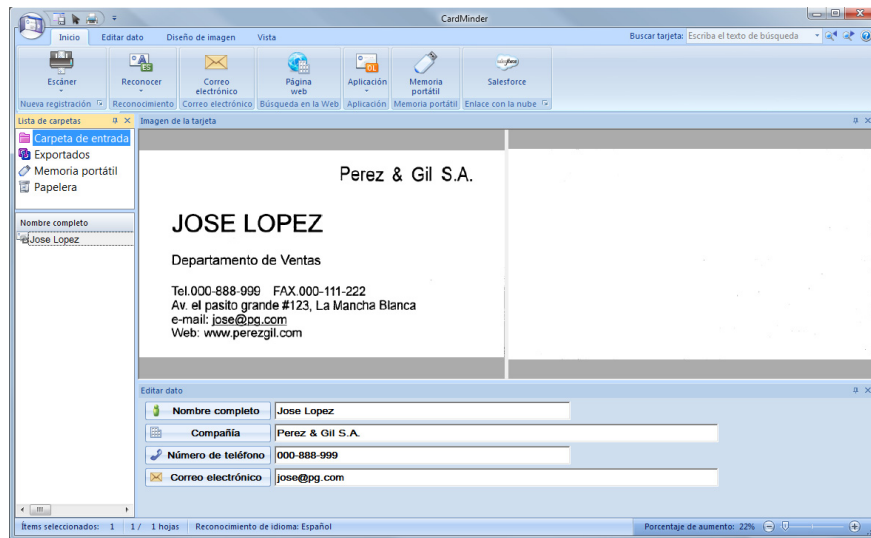 CardMinder
Inicio Editar dato Diseño de imagen Vista
Buscar tarjeta: Escriba el texto de búsqueda
Escáner
Reconocer
Correo electrónico
Página web
Aplicación
Memoria portátil
Salesforce
Nueva registración Reconocimiento Correo electrónico Búsqueda en la Web Aplicación Memoria portátil Enlace con la nube
Lista de carpetas
Imagen de la tarjeta
Carpeta de entrada
Exportados
Memoria portátil
Papelera
Nombre completo
Jose Lopez
Perez & Gil S.A.
JOSE LOPEZ
Departamento de Ventas
Tel.000-888-999 FAX.000-111-222
Av. el pasito grande #123, La Mancha Blanca
e-mail: jose@pg.com
Web: www.perezgil.com
Editar dato
Nombre completo Jose Lopez
Compañía Perez & Gil S.A.
Número de teléfono 000-888-999
Correo electrónico jose@pg.com
Ítems seleccionados: 1 1/ 1 hojas Reconocimiento de idioma: Español
Porcentaje de aumento: 22%